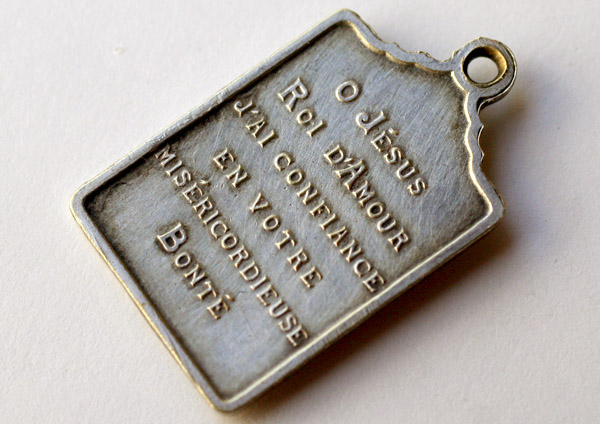 O JÉSUS
ROI D'AMOUR
J'AI CONFIANCE
EN VOTRE
MISÉRICORDIEUSE
BONTÉ